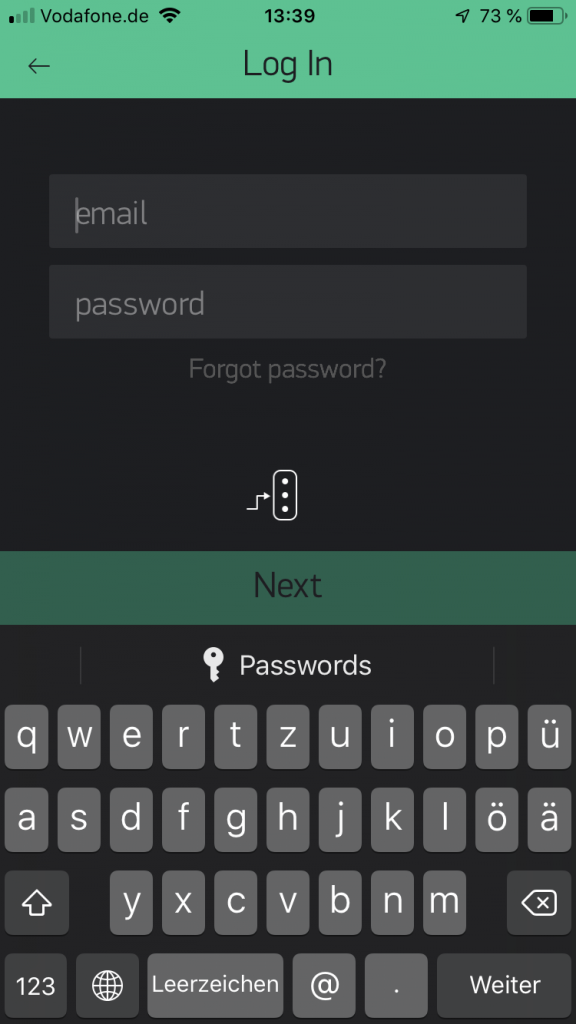 Vodafone.de 13:39 73 %
Log In
email
password
Forgot password?
Next
Passwords
q w e r t z u i o p ü
a s d f g h j k l ö ä
y x c v b n m
123 Leerzeichen @ . Weiter